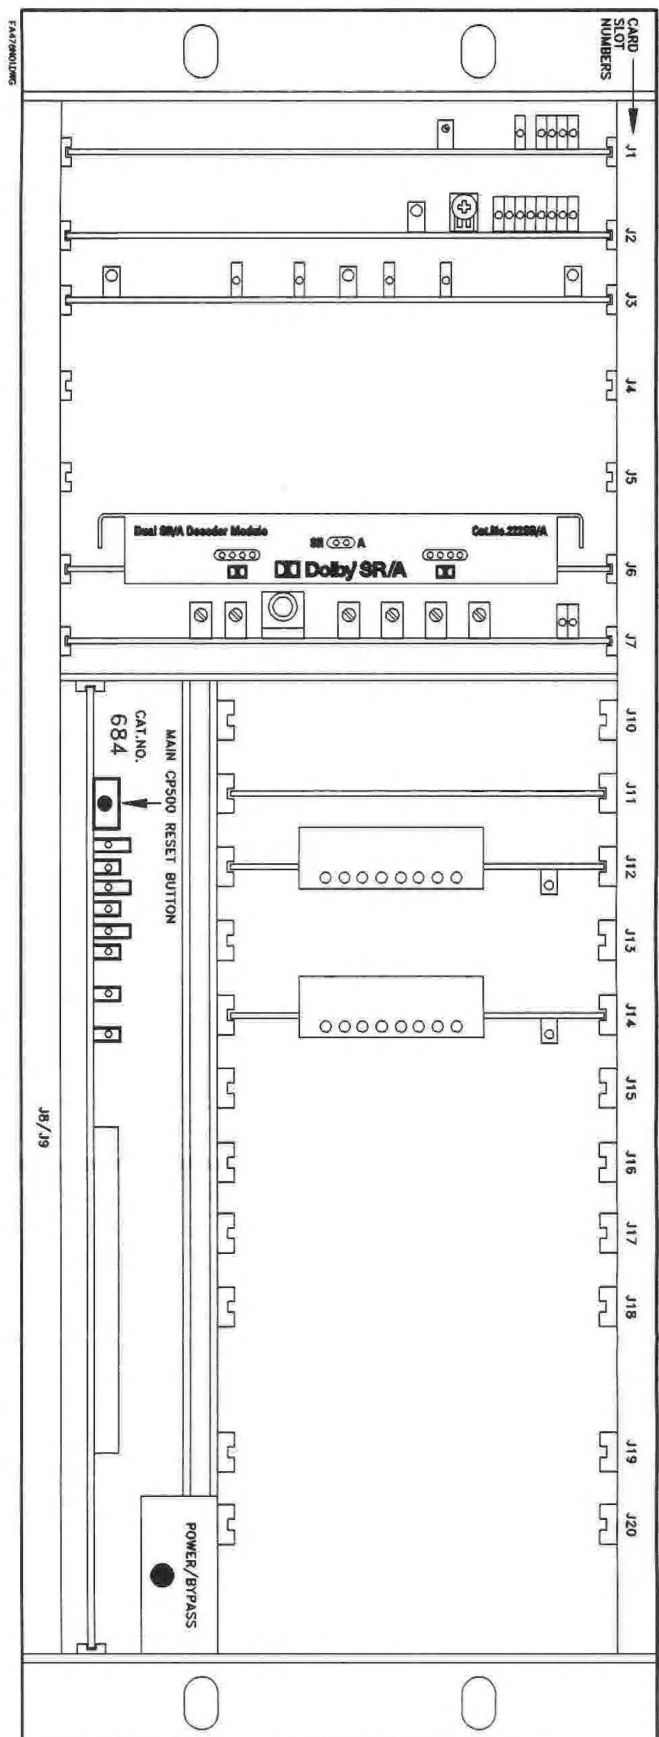 CARD
SLOT
NUMBERS
J1
J2
J3
J4
J5
J6
J7
J10
J11
J12
J13
J14
J15
J16
J17
J18
J19
J20
Dual SR/A Decoder Module
Cat.No.222SR/A
SR A
Dolby SR/A
CAT.NO.
684
MAIN CP500 RESET BUTTON
POWER/BYPASS
J8/J9